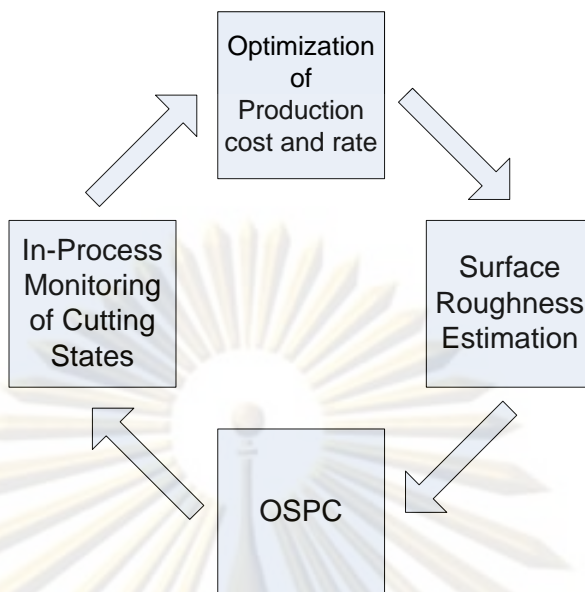 Optimization
of
Production
cost and rate
In-Process
Monitoring
of Cutting
States
Surface
Roughness
Estimation
OSPC